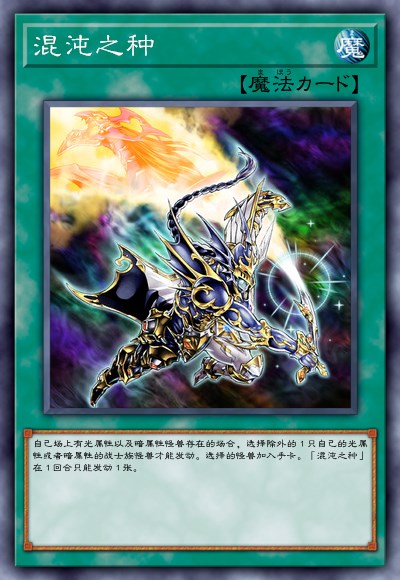 混沌之种
魔
【魔法カード】
まほう
自己场上有光属性以及暗属性怪兽存在的场合，选择除外的1只自己的光属
性或者暗属性的战士族怪兽才能发动。选择的怪兽加入手卡。「混沌之种」
在1回合只能发动1张。